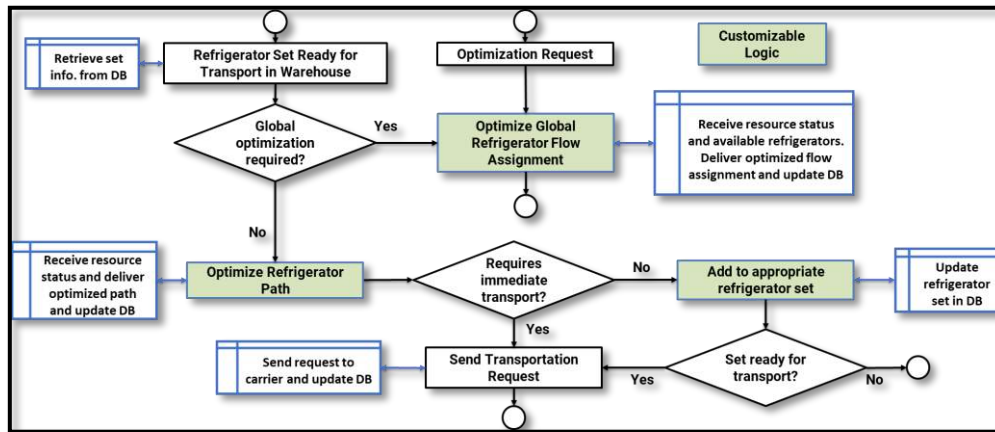 Retrieve set
info. from DB
Refrigerator Set Ready for
Transport in Warehouse
Optimization Request
Customizable
Logic
Global
optimization
required?
Yes
Optimize Global
Refrigerator Flow
Assignment
Receive resource status
and available refrigerators.
Deliver optimized flow
assignment and update DB
No
Receive resource
status and deliver
optimized path
and update DB
Optimize Refrigerator
Path
Requires
immediate
transport?
No
Add to appropriate
refrigerator set
Update
refrigerator
set in DB
Yes
Send request to
carrier and update DB
Send Transportation
Request
Yes
Set ready for
transport?
No